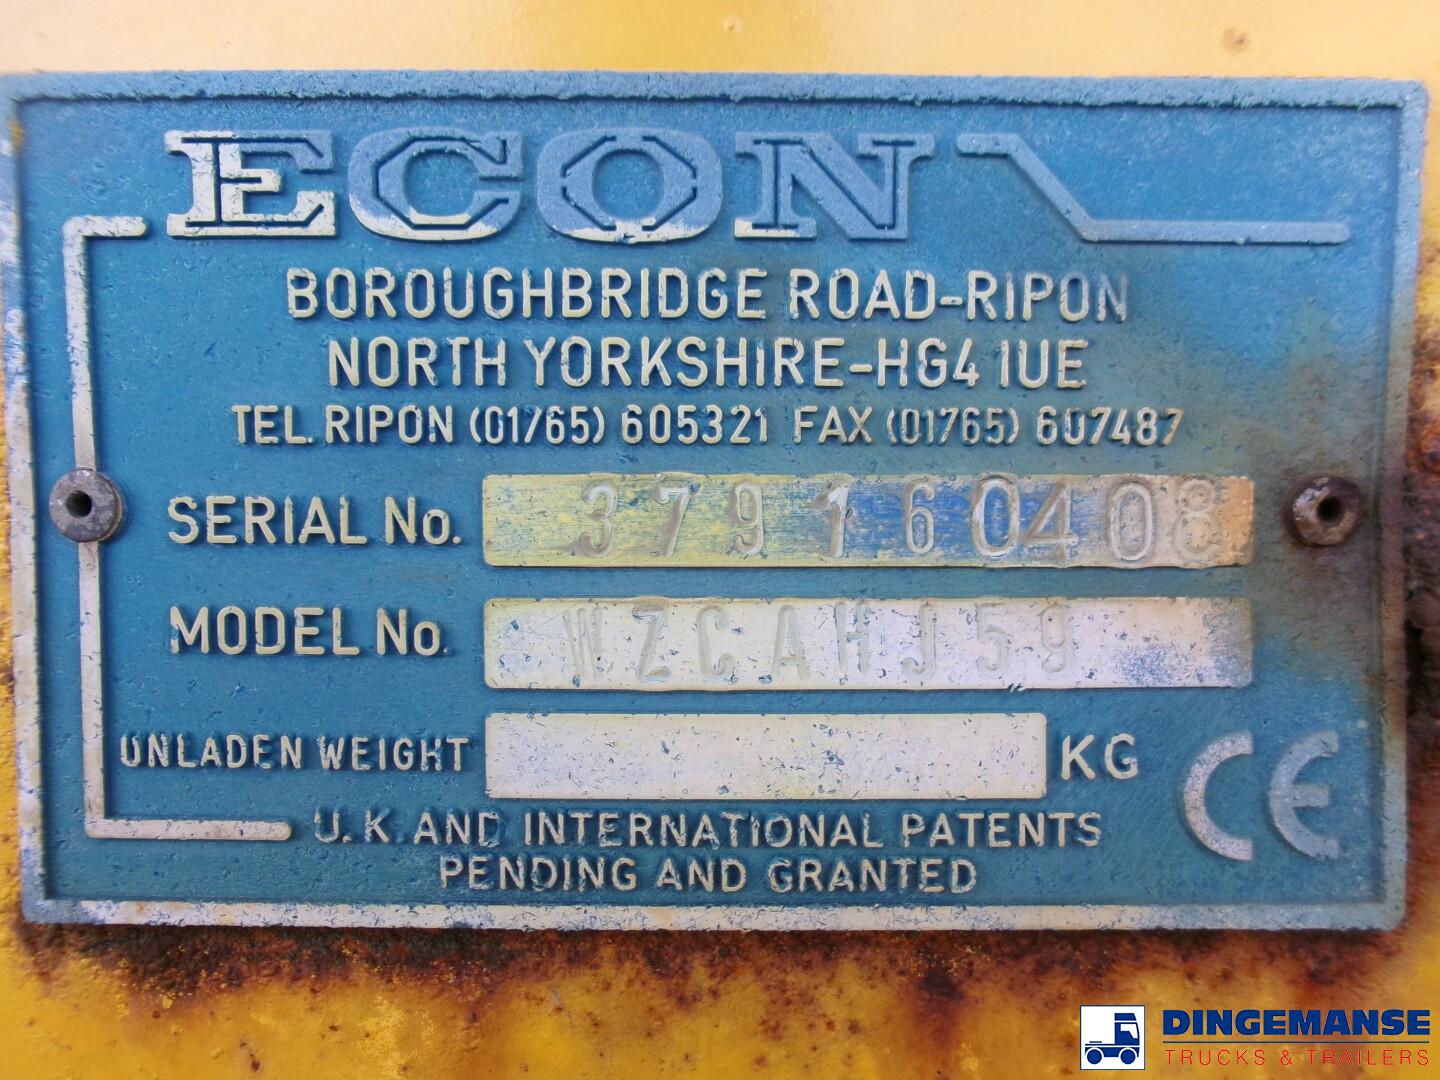 ECON
BOROUGHBRIDGE ROAD-RIPON
NORTH YORKSHIRE-HG4 1UE
TEL. RIPON (01765) 605321 FAX (01765) 607487
SERIAL No. 379160408
MODEL No. WZCAHJ59
UNLADEN WEIGHT KG
U.K. AND INTERNATIONAL PATENTS
PENDING AND GRANTED
CE
DINGEMANSE
TRUCKS & TRAILERS